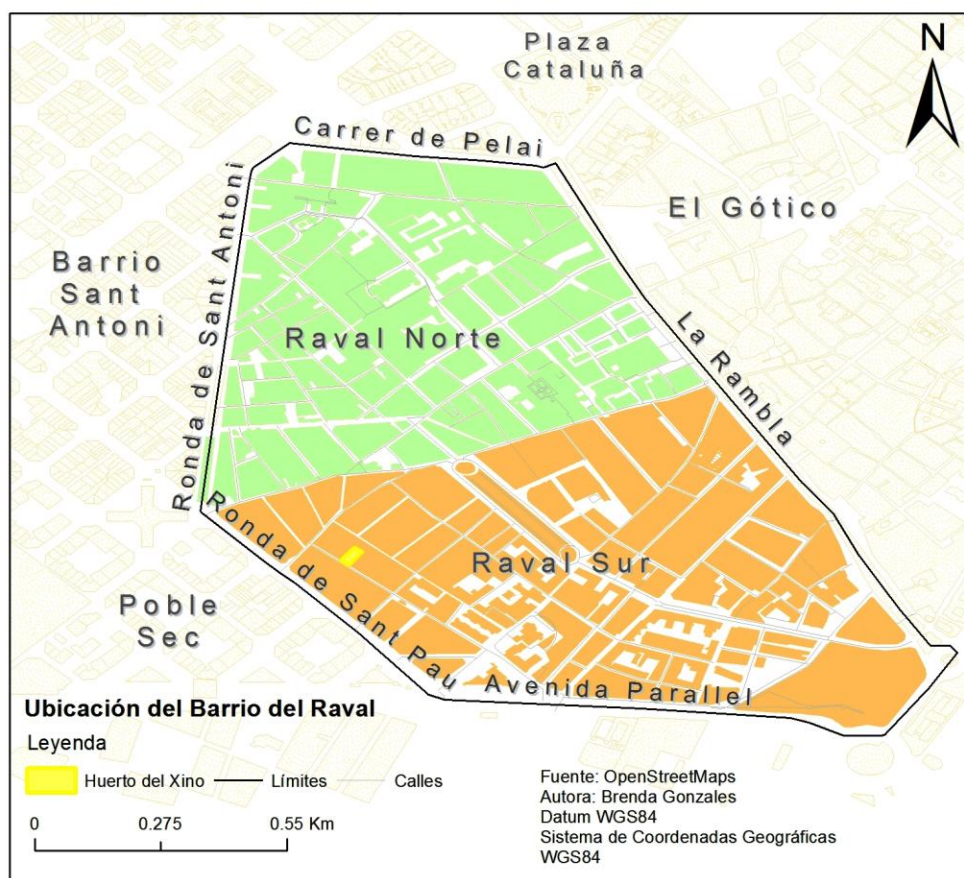 Plaza
Cataluña
N
Carrer de Pelai
El Gótico
Ronda de Sant Antoni
Barrio
Sant
Antoni
Raval Norte
La Rambla
Ronda de Sant Pau
Raval Sur
Poble
Sec
Avenida Parallel
Ubicación del Barrio del Raval
Leyenda
Huerto del Xino
Límites
Calles
0 0.275 0.55 Km
Fuente: OpenStreetMaps
Autora: Brenda Gonzales
Datum WGS84
Sistema de Coordenadas Geográficas
WGS84